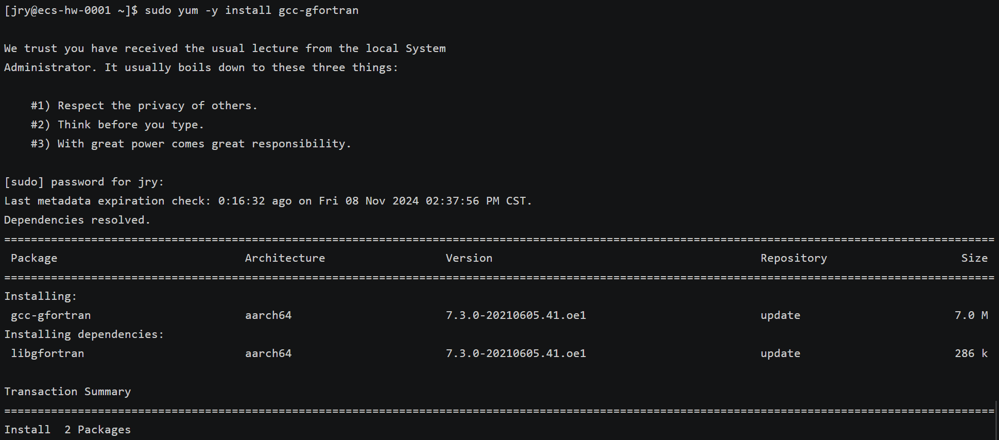 [jry@ecs-hw-0001 ~]$ sudo yum -y install gcc-gfortran
We trust you have received the usual lecture from the local System
Administrator. It usually boils down to these three things:
#1) Respect the privacy of others.
#2) Think before you type.
#3) With great power comes great responsibility.
[sudo] password for jry:
Last metadata expiration check: 0:16:32 ago on Fri 08 Nov 2024 02:37:56 PM CST.
Dependencies resolved.
====================================================================================================================================================
Package Architecture Version Repository Size
====================================================================================================================================================
Installing:
gcc-gfortran aarch64 7.3.0-20210605.41.oe1 update 7.0 M
Installing dependencies:
libgfortran aarch64 7.3.0-20210605.41.oe1 update 286 k
Transaction Summary
====================================================================================================================================================
Install  2 Packages